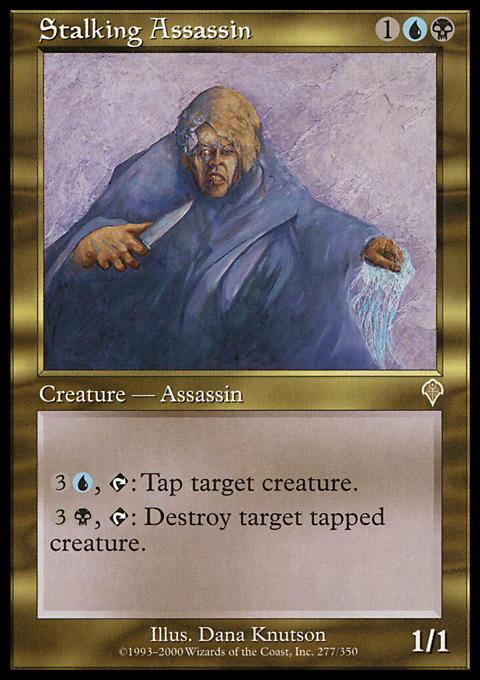 Stalking Assassin 1
Creature — Assassin
3, : Tap target creature.
3, : Destroy target tapped
creature.
Illus. Dana Knutson
©1993-2000 Wizards of the Coast, Inc. 277/350
1/1